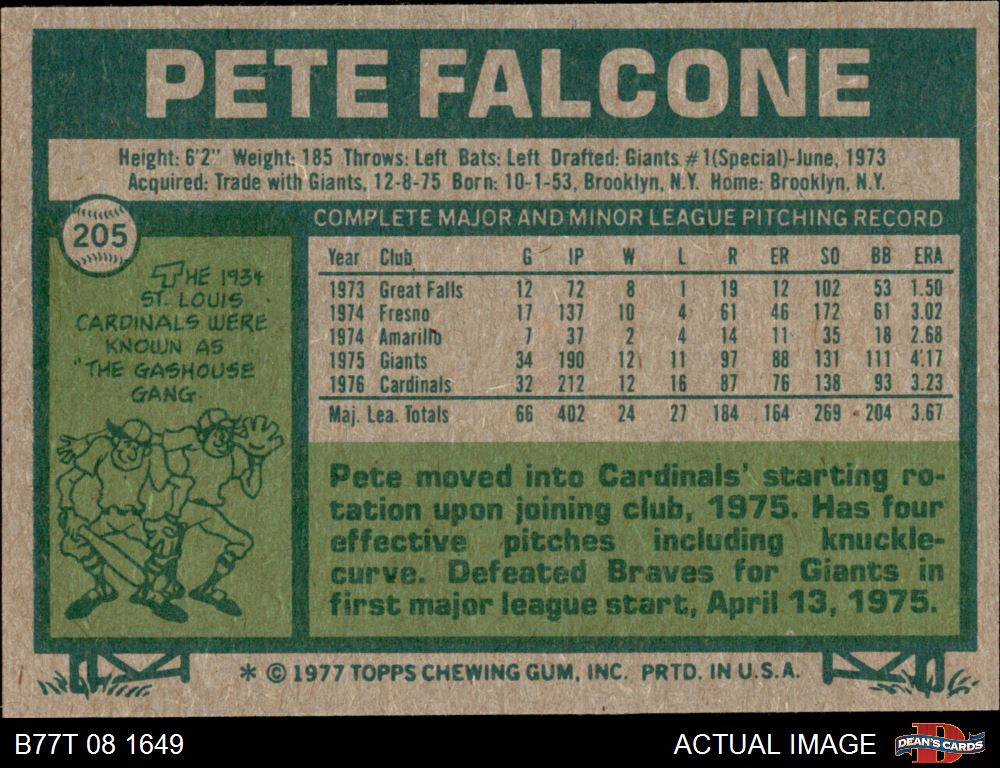 PETE FALCONE
Height: 6'2" Weight: 185 Throws: Left Bats: Left Drafted: Giants #1(Special)-June, 1973
Acquired: Trade with Giants, 12-8-75 Born: 10-1-53, Brooklyn, N.Y. Home: Brooklyn, N.Y.
205
THE 1934
ST. LOUIS
CARDINALS WERE
KNOWN AS
"THE GASHOUSE
GANG
COMPLETE MAJOR AND MINOR LEAGUE PITCHING RECORD
Year Club G IP W L R ER SO BB ERA
1973 Great Falls 12 72 8 1 19 12 102 53 1.50
1974 Fresno 17 137 10 4 61 46 172 61 3.02
1974 Amarillo 7 37 2 4 14 11 35 18 2.68
1975 Giants 34 190 12 11 97 88 131 111 4.17
1976 Cardinals 32 212 12 16 87 76 138 93 3.23
Maj. Lea. Totals 66 402 24 27 184 164 269 204 3.67
Pete moved into Cardinals' starting ro-
tation upon joining club, 1975. Has four
effective pitches including knuckle-
curve. Defeated Braves for Giants in
first major league start, April 13, 1975.
* © 1977 TOPPS CHEWING GUM, INC. PRTD. IN U.S.A.
B77T 08 1649
ACTUAL IMAGE
D
DEAN'S CARDS